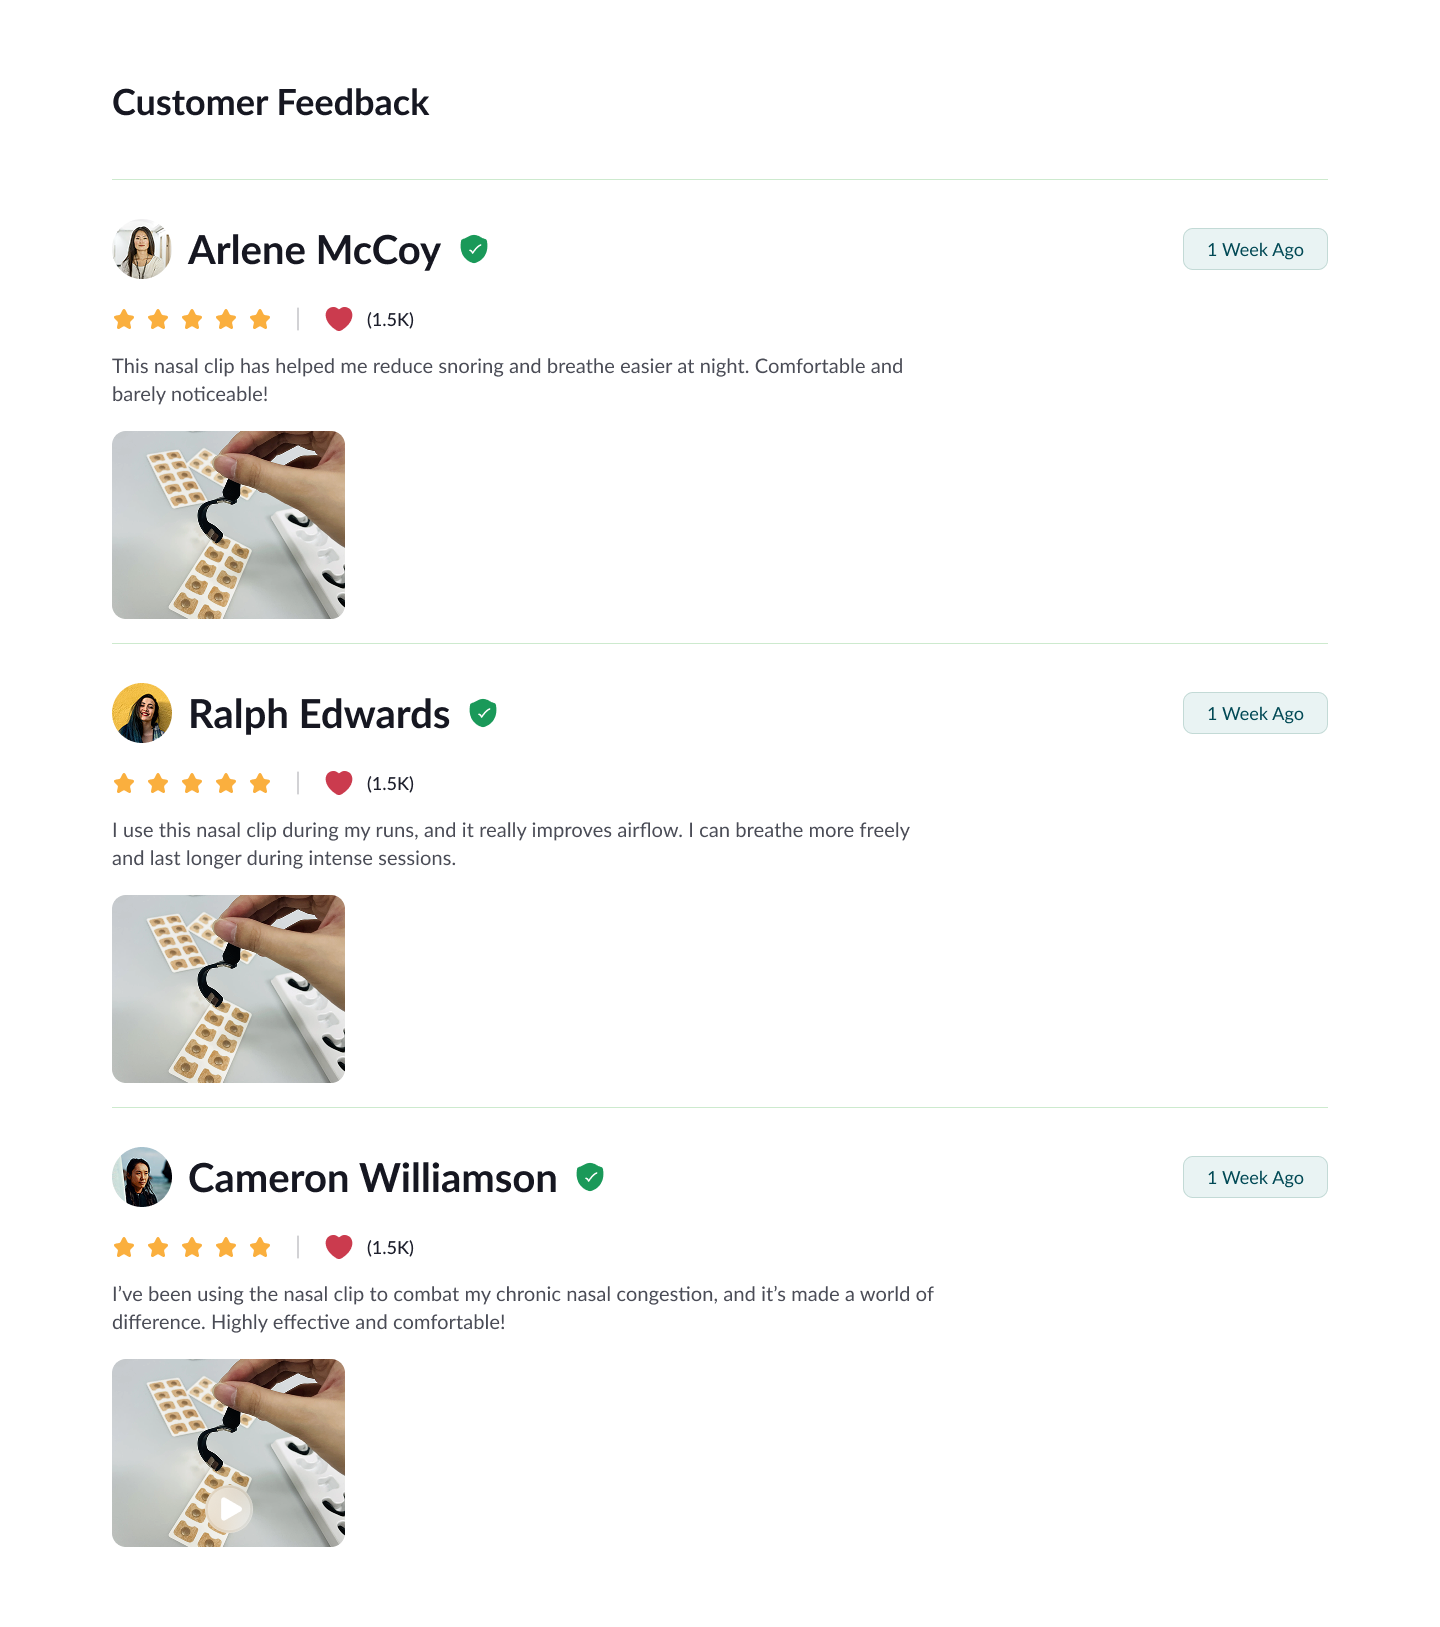 Customer Feedback
Arlene McCoy
1 Week Ago
(1.5K)
This nasal clip has helped me reduce snoring and breathe easier at night. Comfortable and
barely noticeable!
Ralph Edwards
1 Week Ago
(1.5K)
I use this nasal clip during my runs, and it really improves airflow. I can breathe more freely
and last longer during intense sessions.
Cameron Williamson
1 Week Ago
(1.5K)
I’ve been using the nasal clip to combat my chronic nasal congestion, and it’s made a world of
difference. Highly effective and comfortable!